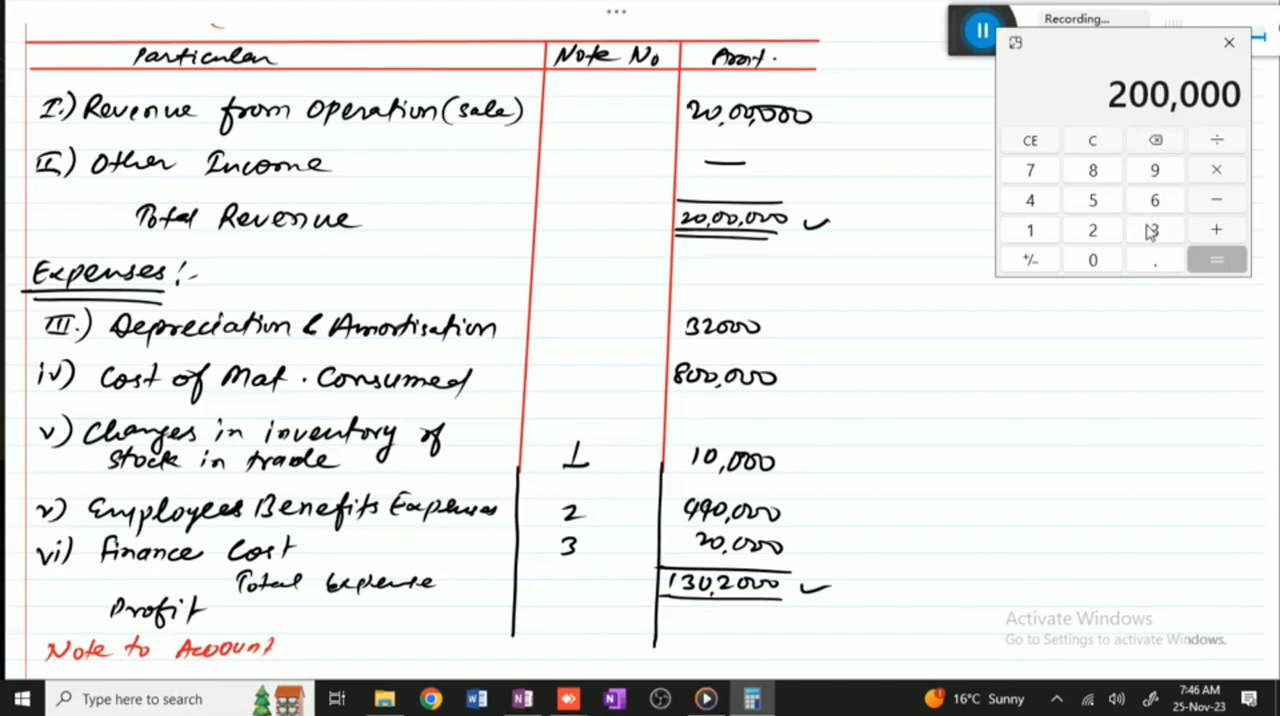 Recording...
Particular Note No Amt.
I.) Revenue from operation (sale) 20,00,000
II.) Other Income —
Total Revenue 20,00,000 ✓
Expenses :-
III.) Depreciation & Amortisation 32000
iv) Cost of Mat. Consumed 800,000
v) Changes in inventory of
stock in trade 1 10,000
v) Employees Benefits Expenses 2 440,000
vi) finance Cost 3 20,000
Total Expense 130,2000 ✓
Profit
Note to Account
200,000
CE C ÷
7 8 9 ×
4 5 6 −
1 2 3 +
+/− 0 . =
Activate Windows
Go to Settings to activate Windows.
Type here to search
16°C Sunny
7:46 AM
25-Nov-23